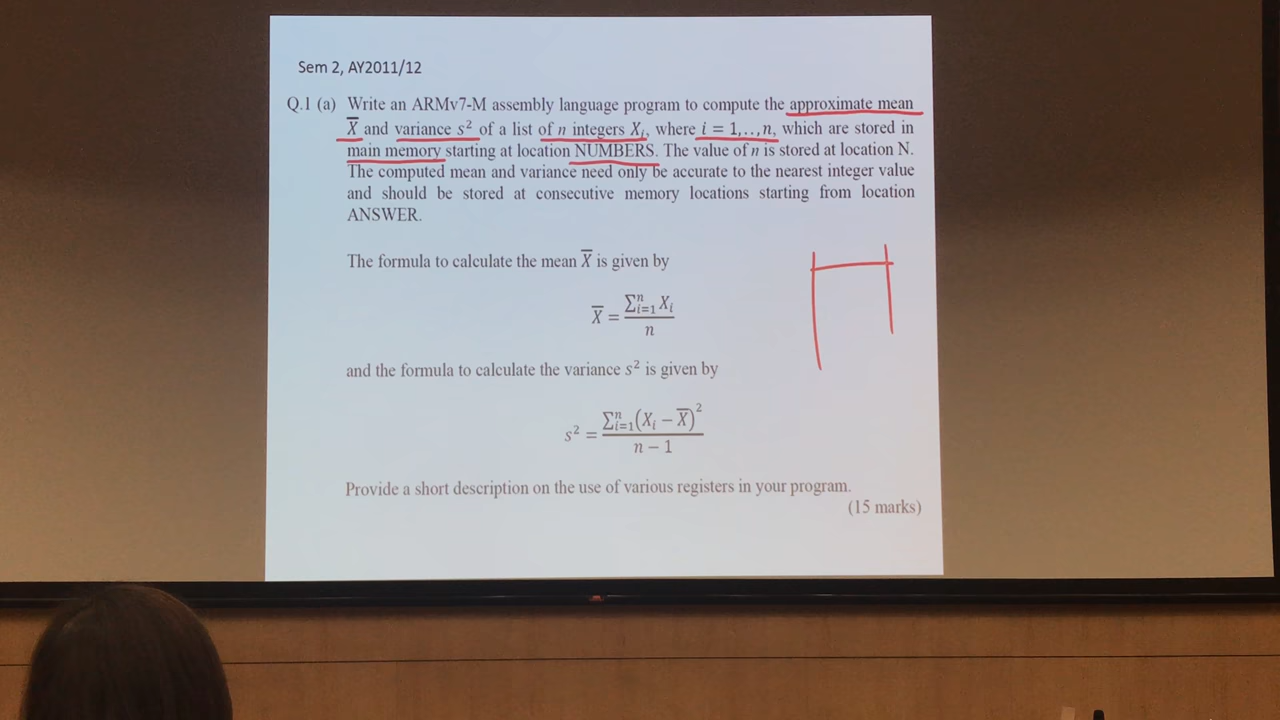 Sem 2, AY2011/12
Q.1 (a) Write an ARMv7-M assembly language program to compute the approximate mean
X̅ and variance s² of a list of n integers Xᵢ, where i = 1,..,n, which are stored in
main memory starting at location NUMBERS. The value of n is stored at location N.
The computed mean and variance need only be accurate to the nearest integer value
and should be stored at consecutive memory locations starting from location
ANSWER.
The formula to calculate the mean X̅ is given by
X̅ = ∑ⁿᵢ₌₁ Xᵢ / n
and the formula to calculate the variance s² is given by
s² = ∑ⁿᵢ₌₁(Xᵢ − X̅)² / n − 1
Provide a short description on the use of various registers in your program.
(15 marks)